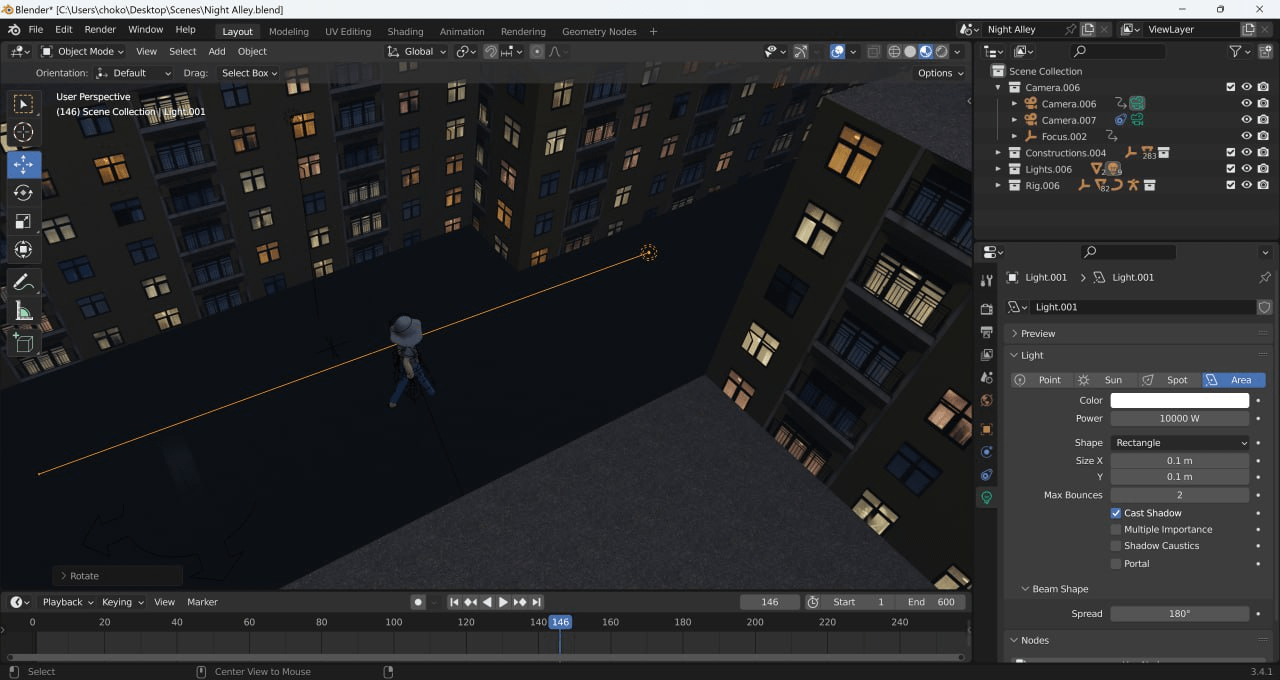 Blender* [C:\Users\choko\Desktop\Scenes\Night Alley.blend]
File Edit Render Window Help Layout Modeling UV Editing Shading Animation Rendering Geometry Nodes + Night Alley ViewLayer
Object Mode View Select Add Object Global
Orientation: Default Drag: Select Box Options
User Perspective
(146) Scene Collection | Light.001
Rotate
Scene Collection
Camera.006
Camera.006
Camera.007
Focus.002
Constructions.004 283
Lights.006
Rig.006 82
Light.001 Light.001
Light.001
Preview
Light
Point Sun Spot Area
Color
Power 10000 W
Shape Rectangle
Size X 0.1 m
Y 0.1 m
Max Bounces 2
Cast Shadow
Multiple Importance
Shadow Caustics
Portal
Beam Shape
Spread 180°
Nodes
Playback Keying View Marker 146 Start 1 End 600
0 20 40 60 80 100 120 140 146 160 180 200 220 240
Select Center View to Mouse 3.4.1